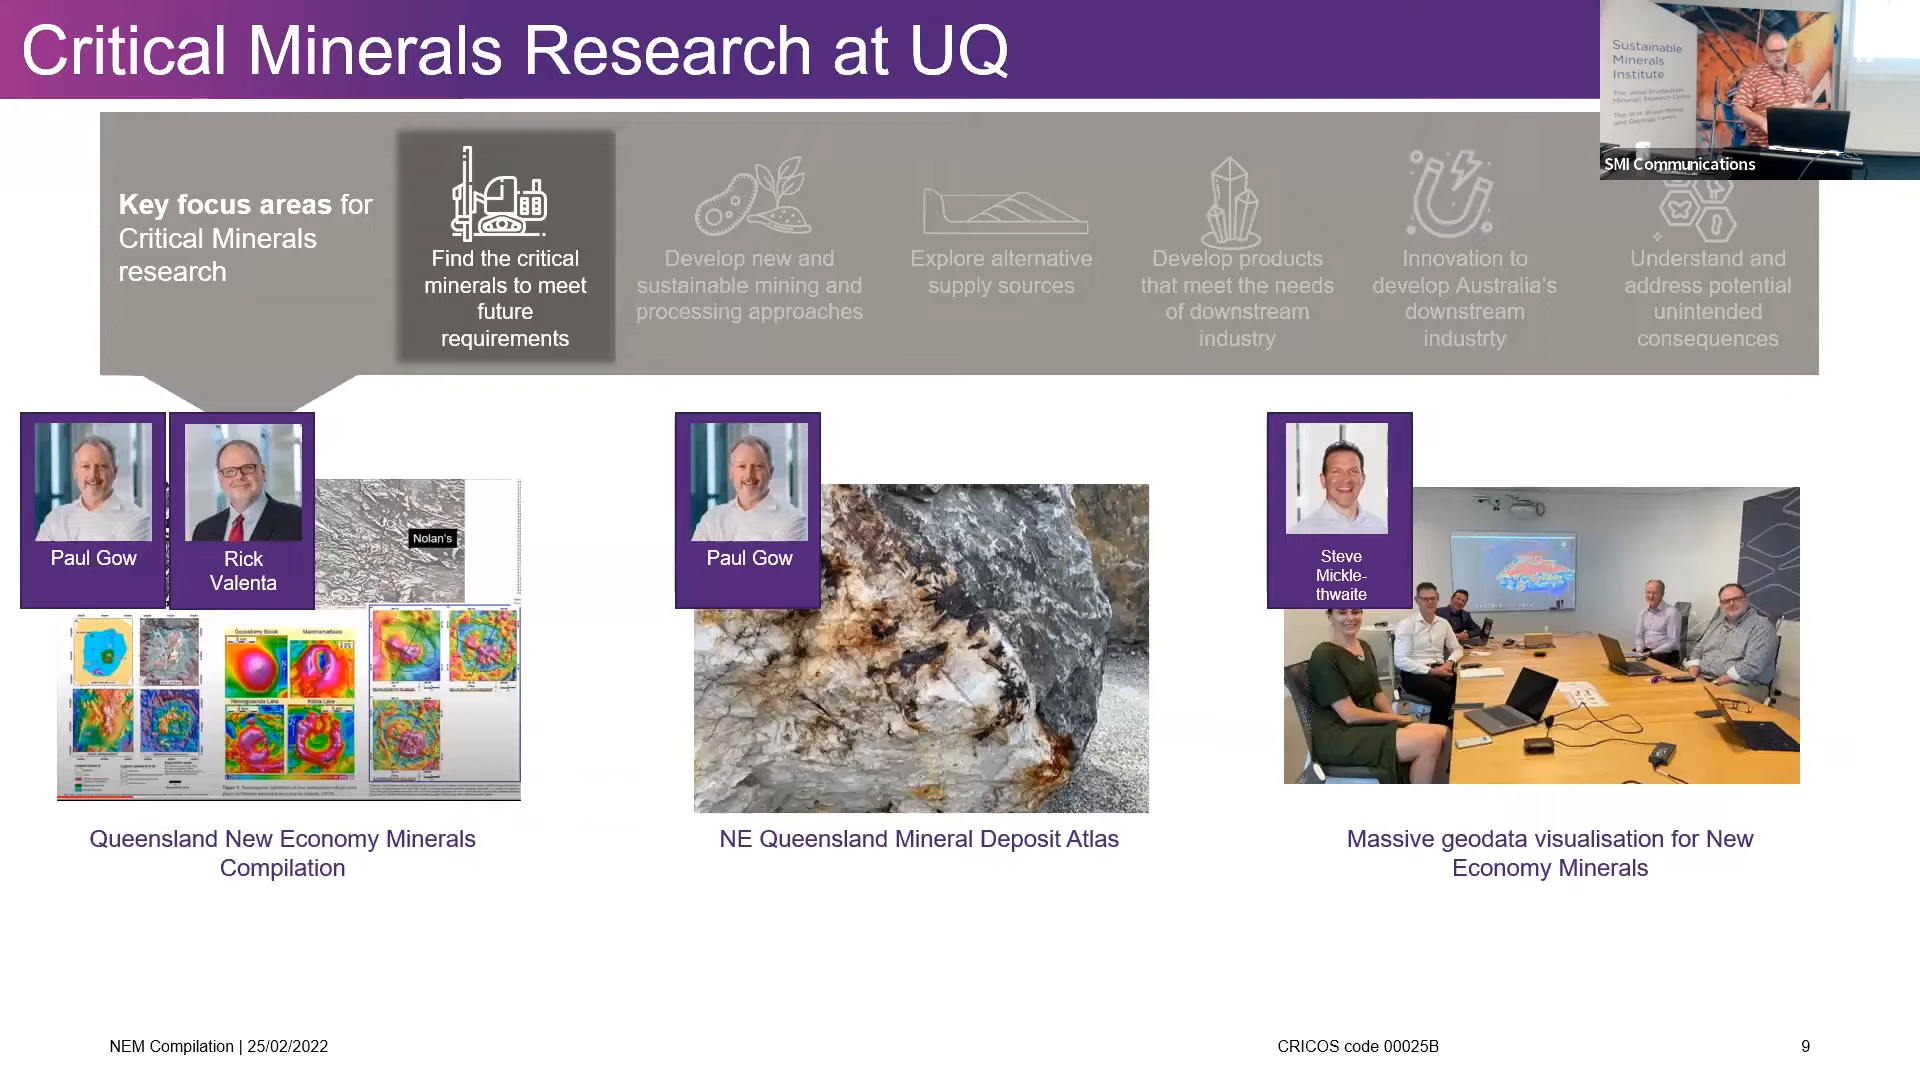 Critical Minerals Research at UQ
Sustainable
Minerals
Institute
SMI Communications
Key focus areas for
Critical Minerals
research
Find the critical
minerals to meet
future
requirements
Develop new and
sustainable mining and
processing approaches
Explore alternative
supply sources
Develop products
that meet the needs
of downstream
industry
Innovation to
develop Australia's
downstream
industrty
Understand and
address potential
unintended
consequences
Paul Gow
Rick
Valenta
Nolan's
Paul Gow
Steve
Mickle-
thwaite
Queensland New Economy Minerals
Compilation
NE Queensland Mineral Deposit Atlas
Massive geodata visualisation for New
Economy Minerals
NEM Compilation | 25/02/2022
CRICOS code 00025B
9